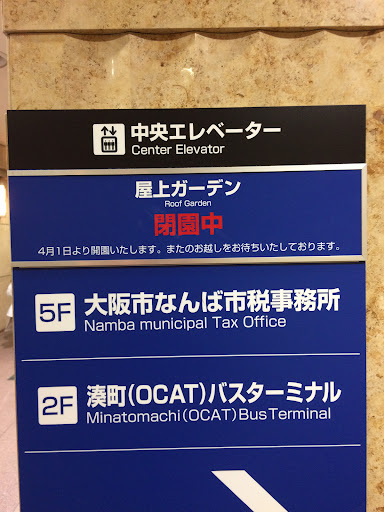 中央エレベーター
Center Elevator
屋上ガーデン
Roof Garden
閉園中
4月1日より開園いたします。またのお越しをお待ちいたしております。
5F 大阪市なんば市税事務所
Namba municipal Tax Office
2F 湊町(OCAT)バスターミナル
Minatomachi(OCAT)Bus Terminal